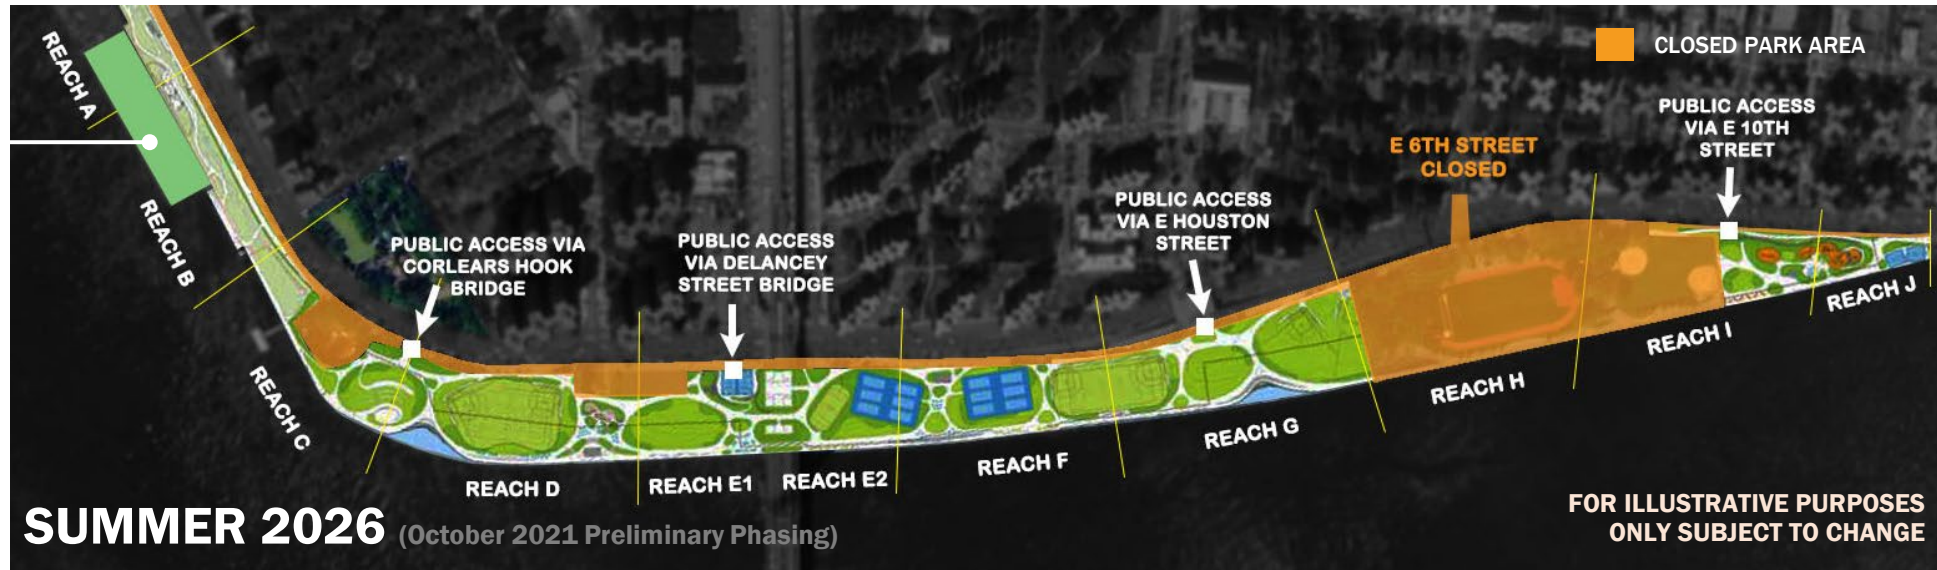 CLOSED PARK AREA
REACH A
PUBLIC ACCESS
VIA E 10TH
STREET
E 6TH STREET
CLOSED
PUBLIC ACCESS
VIA E HOUSTON
STREET
REACH B
PUBLIC ACCESS VIA
CORLEARS HOOK
BRIDGE
PUBLIC ACCESS
VIA DELANCEY
STREET BRIDGE
REACH C
REACH D
REACH E1
REACH E2
REACH F
REACH G
REACH H
REACH I
REACH J
SUMMER 2026 (October 2021 Preliminary Phasing)
FOR ILLUSTRATIVE PURPOSES
ONLY SUBJECT TO CHANGE